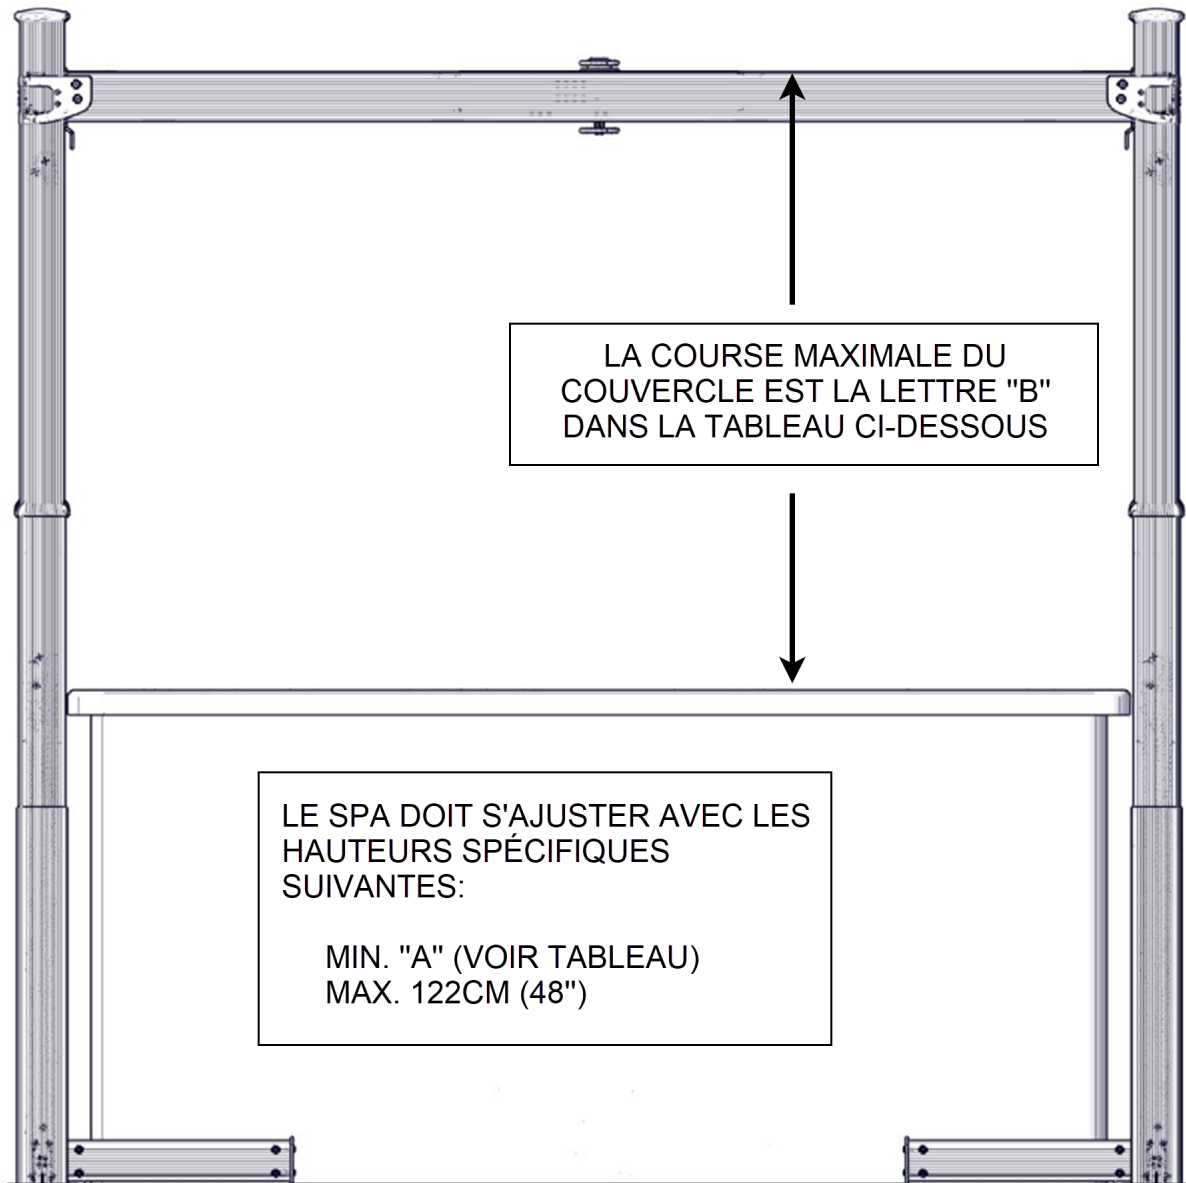 LA COURSE MAXIMALE DU
COUVERCLE EST LA LETTRE "B"
DANS LA TABLEAU CI-DESSOUS
LE SPA DOIT S'AJUSTER AVEC LES
HAUTEURS SPÉCIFIQUES
SUIVANTES:
MIN. "A" (VOIR TABLEAU)
MAX. 122CM (48")